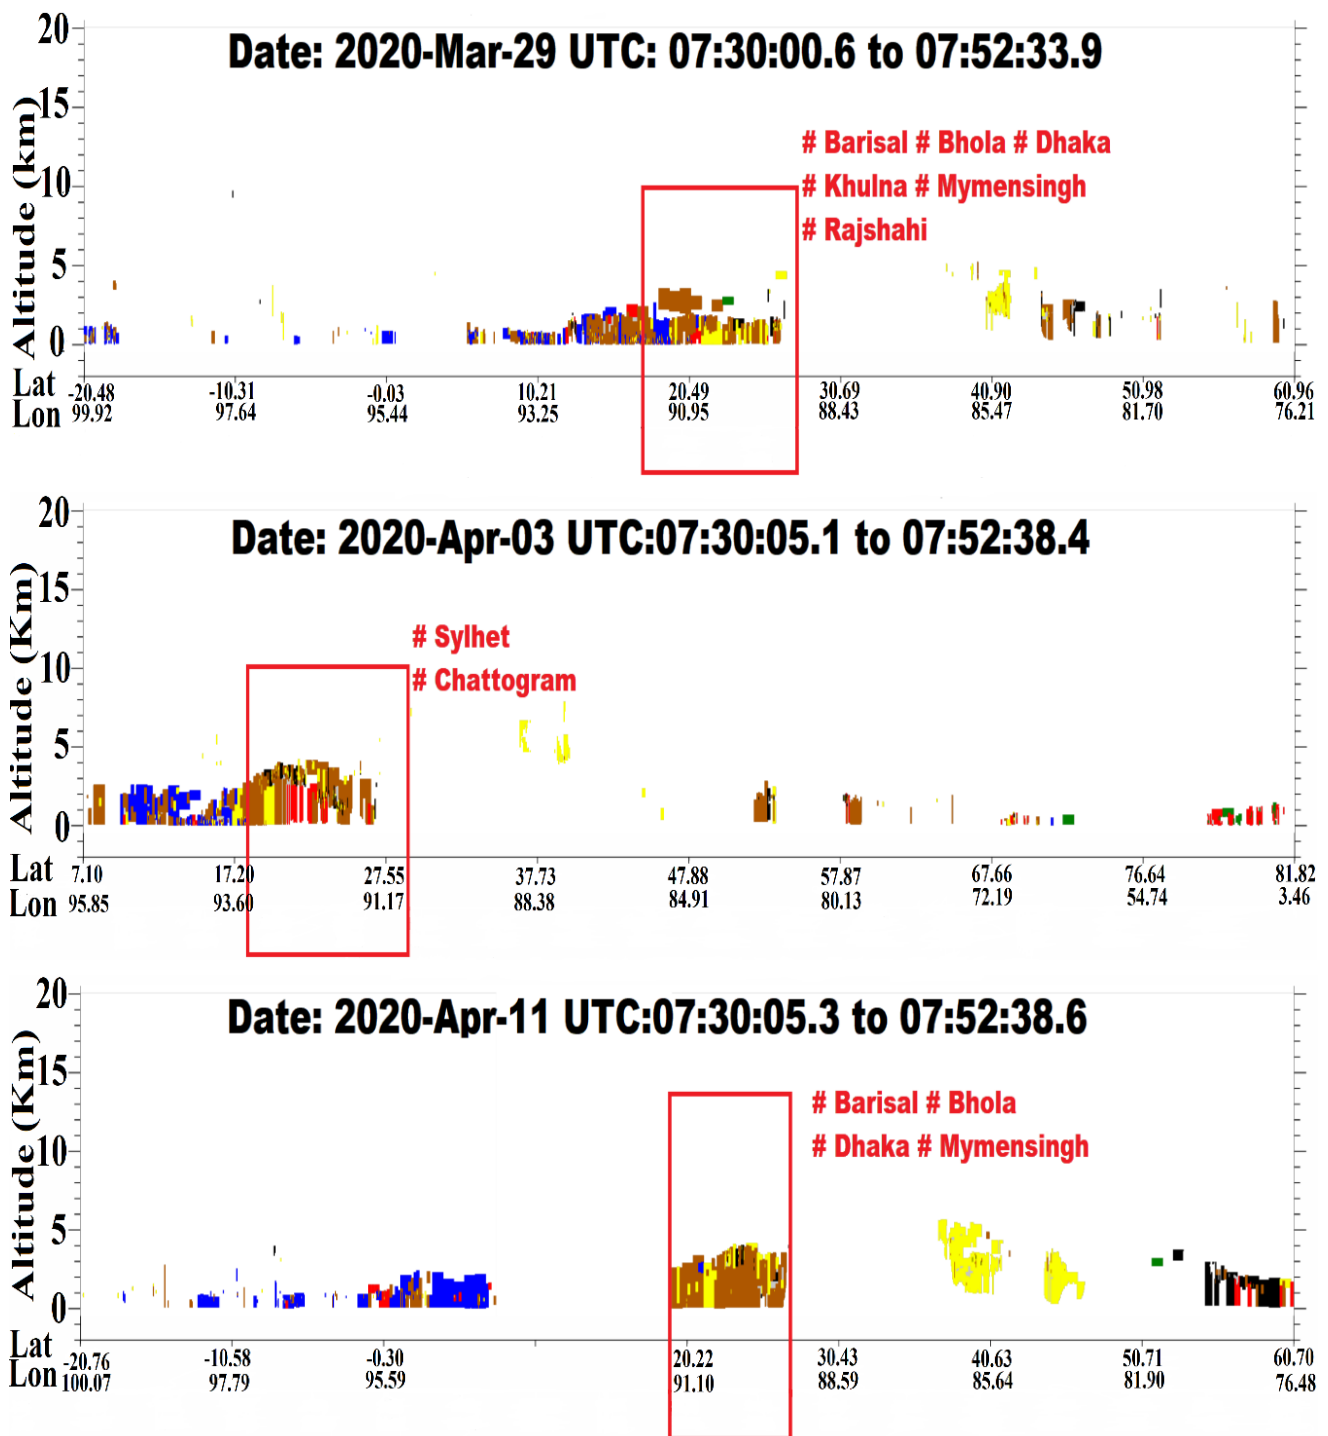 Date: 2020-Mar-29 UTC: 07:30:00.6 to 07:52:33.9
20
15
10
5
0
Altitude (km)
# Barisal # Bhola # Dhaka
# Khulna # Mymensingh
# Rajshahi
Lat -20.48 -10.31 -0.03 10.21 20.49 30.69 40.90 50.98 60.96
Lon 99.92 97.64 95.44 93.25 90.95 88.43 85.47 81.70 76.21
Date: 2020-Apr-03 UTC:07:30:05.1 to 07:52:38.4
20
15
10
5
0
Altitude (Km)
# Sylhet
# Chattogram
Lat 7.10 17.20 27.55 37.73 47.88 57.87 67.66 76.64 81.82
Lon 95.85 93.60 91.17 88.38 84.91 80.13 72.19 54.74 3.46
Date: 2020-Apr-11 UTC:07:30:05.3 to 07:52:38.6
20
15
10
5
0
Altitude (Km)
# Barisal # Bhola
# Dhaka # Mymensingh
Lat -20.76 -10.58 -0.30 20.22 30.43 40.63 50.71 60.70
Lon 100.07 97.79 95.59 91.10 88.59 85.64 81.90 76.48